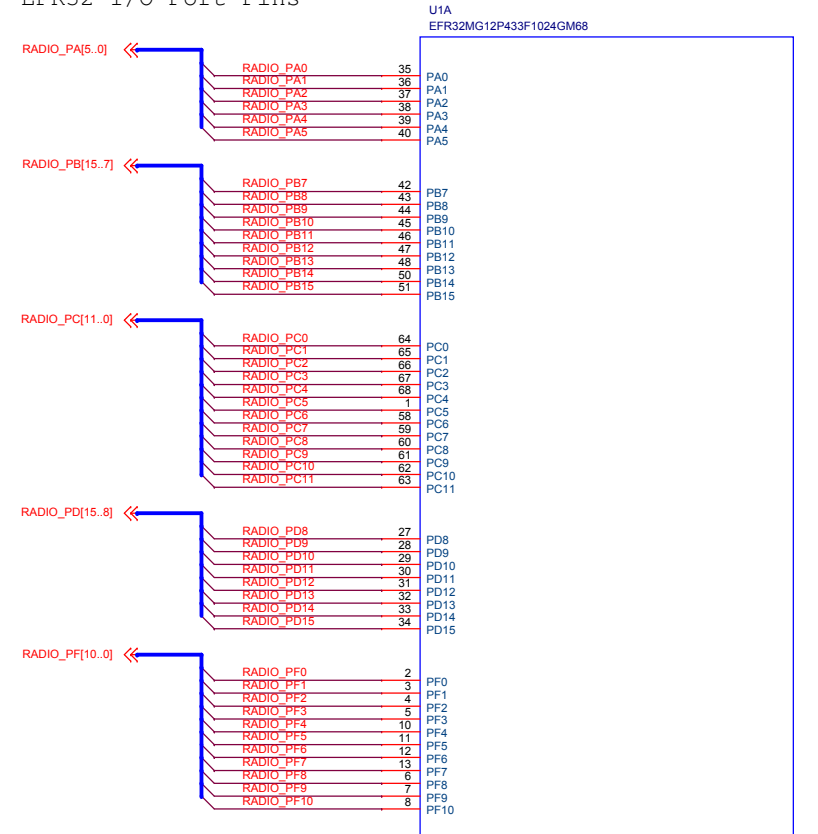 EFR32 I/O Port Pins
U1A
EFR32MG12P433F1024GM68
RADIO_PA[5..0]
RADIO_PA0 35 PA0
RADIO_PA1 36 PA1
RADIO_PA2 37 PA2
RADIO_PA3 38 PA3
RADIO_PA4 39 PA4
RADIO_PA5 40 PA5
RADIO_PB[15..7]
RADIO_PB7 42 PB7
RADIO_PB8 43 PB8
RADIO_PB9 44 PB9
RADIO_PB10 45 PB10
RADIO_PB11 46 PB11
RADIO_PB12 47 PB12
RADIO_PB13 48 PB13
RADIO_PB14 50 PB14
RADIO_PB15 51 PB15
RADIO_PC[11..0]
RADIO_PC0 64 PC0
RADIO_PC1 65 PC1
RADIO_PC2 66 PC2
RADIO_PC3 67 PC3
RADIO_PC4 68 PC4
RADIO_PC5 1 PC5
RADIO_PC6 58 PC6
RADIO_PC7 59 PC7
RADIO_PC8 60 PC8
RADIO_PC9 61 PC9
RADIO_PC10 62 PC10
RADIO_PC11 63 PC11
RADIO_PD[15..8]
RADIO_PD8 27 PD8
RADIO_PD9 28 PD9
RADIO_PD10 29 PD10
RADIO_PD11 30 PD11
RADIO_PD12 31 PD12
RADIO_PD13 32 PD13
RADIO_PD14 33 PD14
RADIO_PD15 34 PD15
RADIO_PF[10..0]
RADIO_PF0 2 PF0
RADIO_PF1 3 PF1
RADIO_PF2 4 PF2
RADIO_PF3 5 PF3
RADIO_PF4 10 PF4
RADIO_PF5 11 PF5
RADIO_PF6 12 PF6
RADIO_PF7 13 PF7
RADIO_PF8 6 PF8
RADIO_PF9 7 PF9
RADIO_PF10 8 PF10